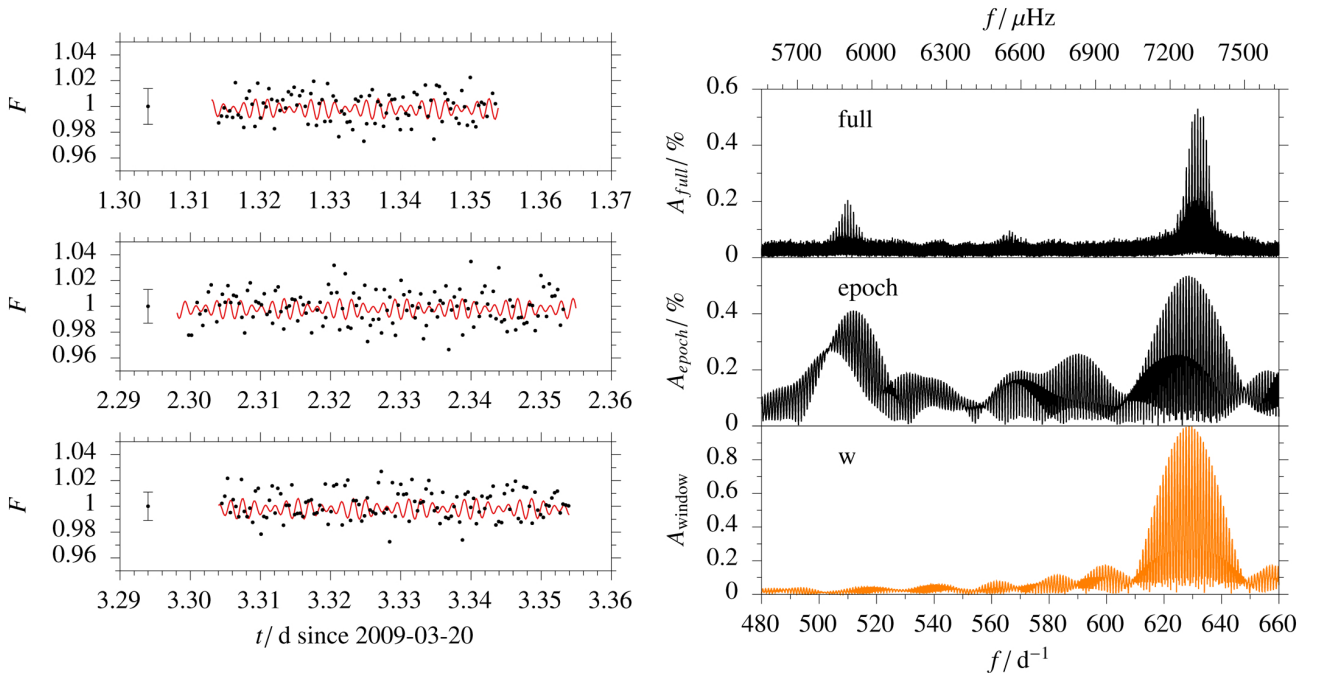 1.04
1.02
1
0.98
0.96
F
1.30 1.31 1.32 1.33 1.34 1.35 1.36 1.37
1.04
1.02
1
0.98
0.96
F
2.29 2.30 2.31 2.32 2.33 2.34 2.35 2.36
1.04
1.02
1
0.98
0.96
F
3.29 3.30 3.31 3.32 3.33 3.34 3.35 3.36
t/ d since 2009-03-20
f / μHz
5700 6000 6300 6600 6900 7200 7500
0.6
0.4
0.2
0
A_full/ %
full
0.4
0.2
0
A_epoch/ %
epoch
0.8
0.6
0.4
0.2
0
A_window
w
480 500 520 540 560 580 600 620 640 660
f / d⁻¹